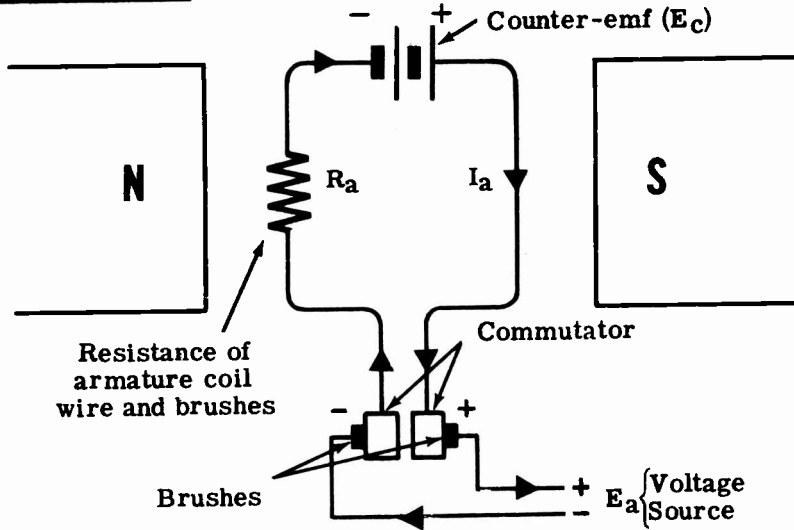 - +
Counter-emf (Ec)
N
Ra
Ia
S
Resistance of
armature coil
wire and brushes
Commutator
- +
Brushes
+
-
Ea { Voltage
Source